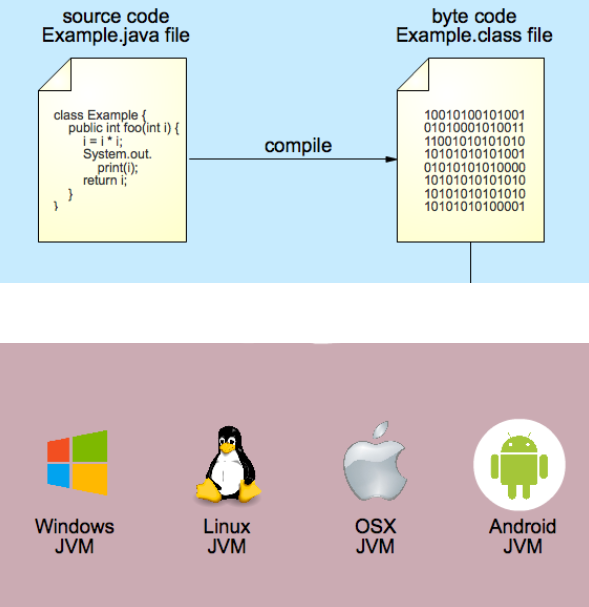 source code
Example.java file
byte code
Example.class file
class Example {
public int foo(int i) {
i = i * i;
System.out.
print(i);
return i;
}
}
compile
10010100101001
01010001010011
11001010101010
10101010101001
01010101010000
10101010101010
10101010101010
10101010100001
Windows
JVM
Linux
JVM
OSX
JVM
Android
JVM